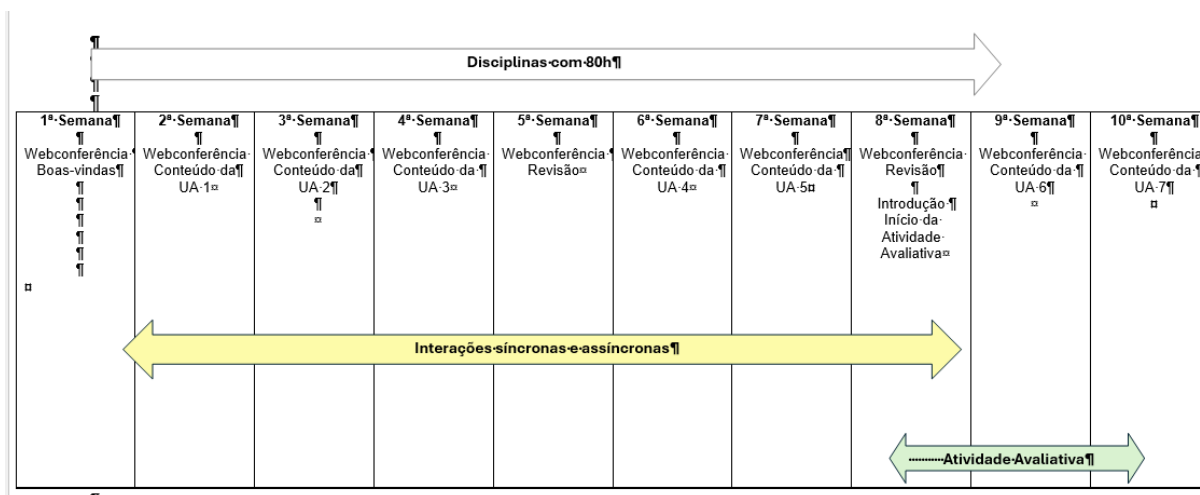 Disciplinas com 80h
1ª Semana
Webconferência
Boas-vindas
2ª Semana
Webconferência
Conteúdo da
UA 1
3ª Semana
Webconferência
Conteúdo da
UA 2
4ª Semana
Webconferência
Conteúdo da
UA 3
5ª Semana
Webconferência
Revisão
6ª Semana
Webconferência
Conteúdo da
UA 4
7ª Semana
Webconferência
Conteúdo da
UA 5
8ª Semana
Webconferência
Revisão
Introdução
Início da
Atividade
Avaliativa
9ª Semana
Webconferência
Conteúdo da
UA 6
10ª Semana
Webconferência
Conteúdo da
UA 7
Interações síncronas e assíncronas
Atividade Avaliativa